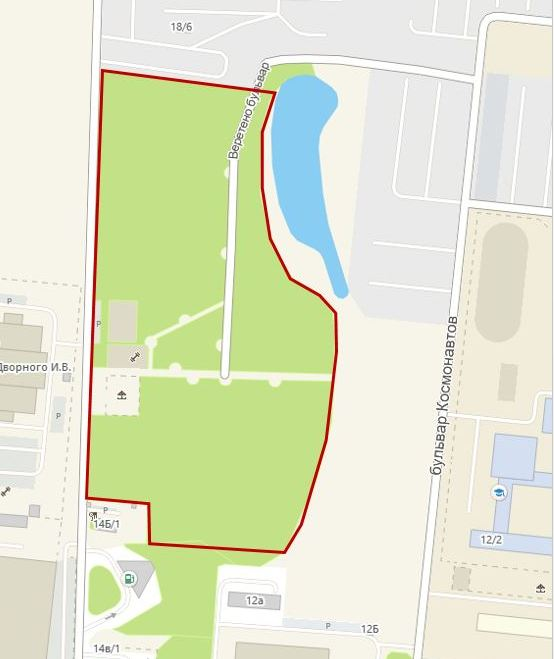 18/6
Веретено бульвар
Р
Р
Дворного И.В.
бульвар Космонавтов
Р
Р
14Б/1
12/2
12а
Р
12Б
14в/1